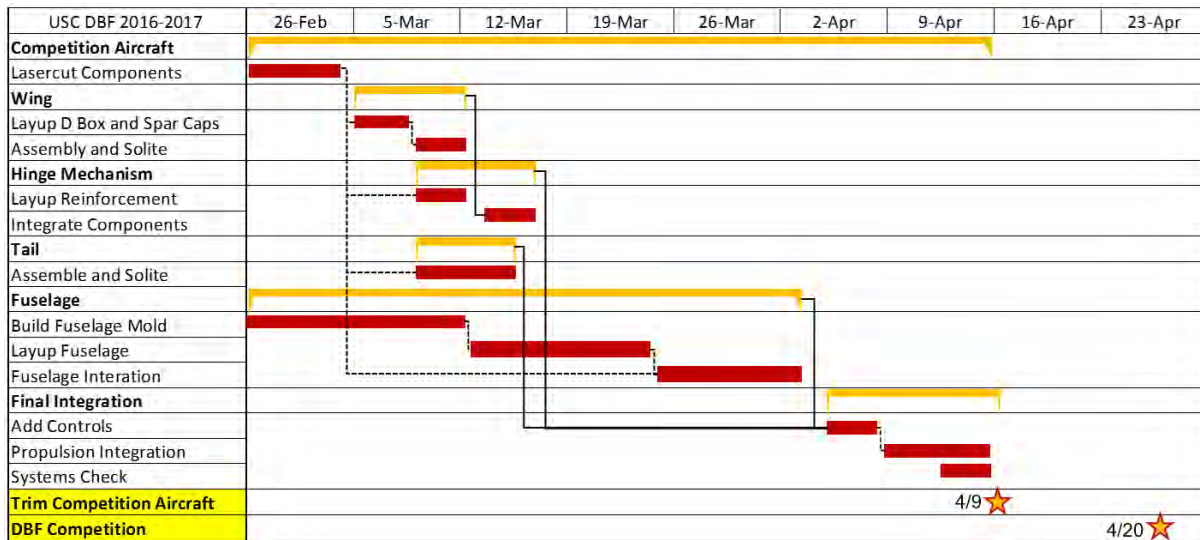 USC DBF 2016-2017 26-Feb 5-Mar 12-Mar 19-Mar 26-Mar 2-Apr 9-Apr 16-Apr 23-Apr
Competition Aircraft
Lasercut Components
Wing
Layup D Box and Spar Caps
Assembly and Solite
Hinge Mechanism
Layup Reinforcement
Integrate Components
Tail
Assemble and Solite
Fuselage
Build Fuselage Mold
Layup Fuselage
Fuselage Interation
Final Integration
Add Controls
Propulsion Integration
Systems Check
Trim Competition Aircraft 4/9
DBF Competition 4/20